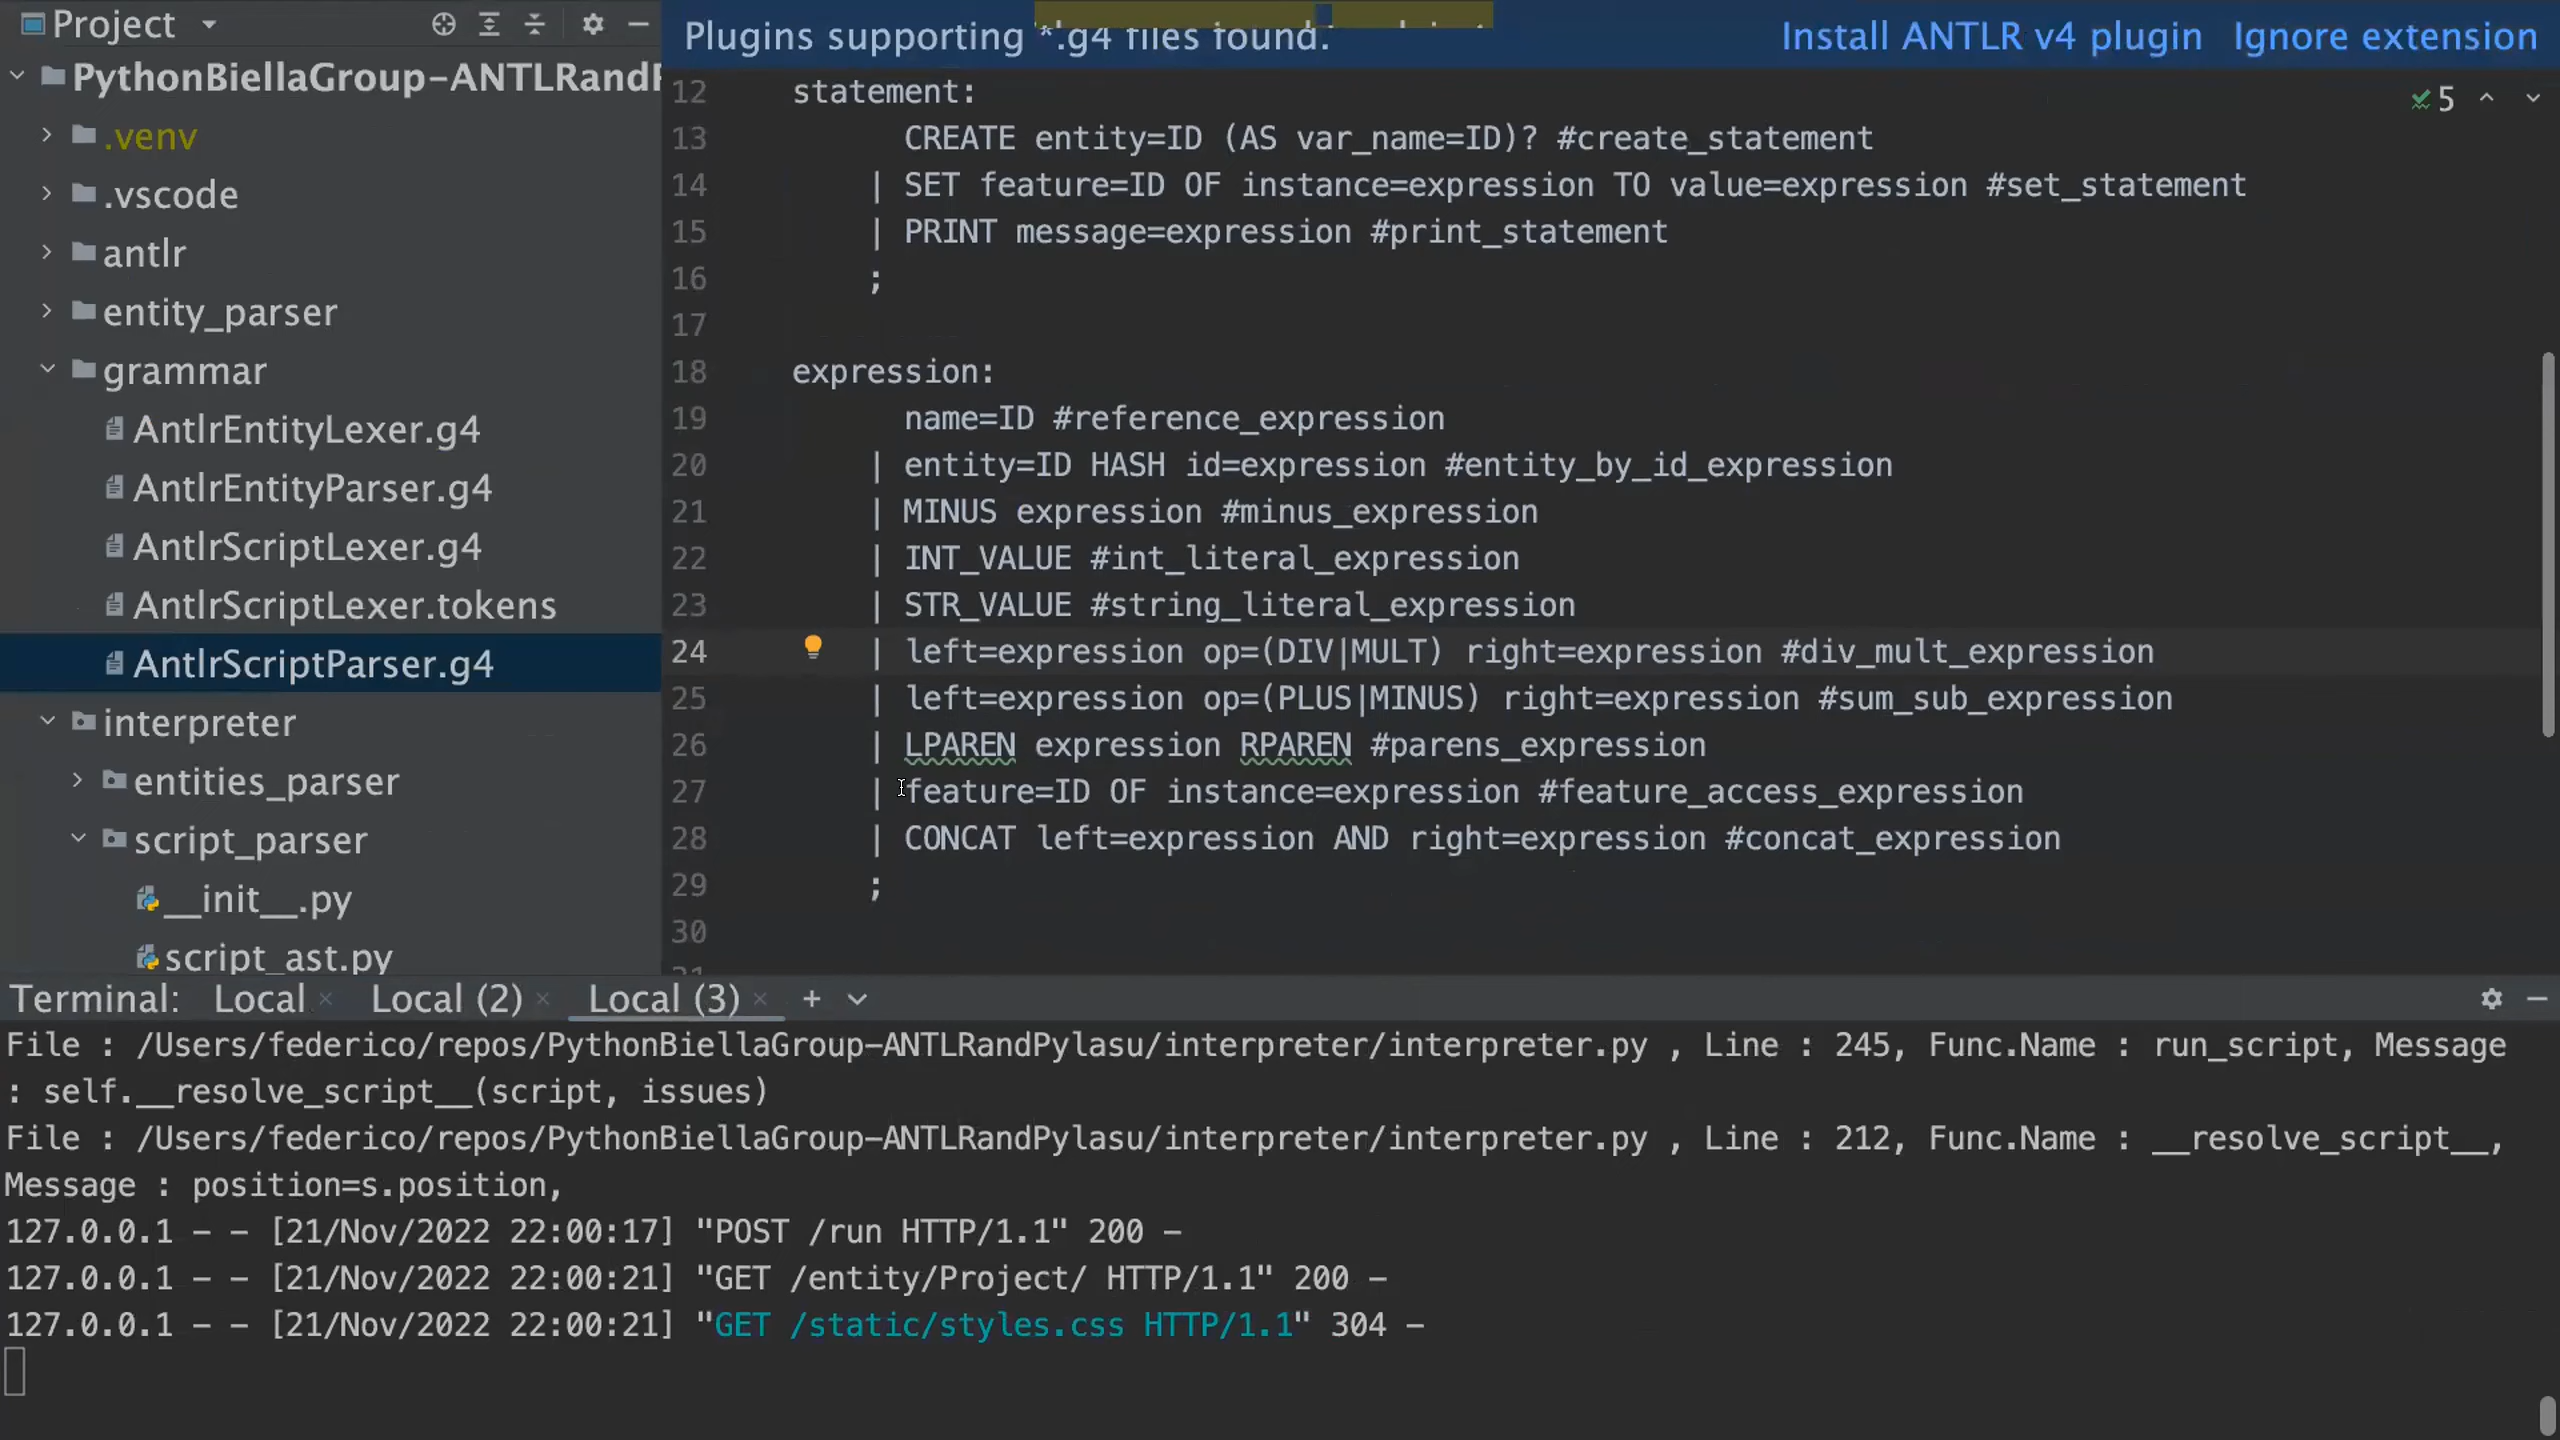 Project
PythonBiellaGroup-ANTLRandP
.venv
.vscode
antlr
entity_parser
grammar
AntlrEntityLexer.g4
AntlrEntityParser.g4
AntlrScriptLexer.g4
AntlrScriptLexer.tokens
AntlrScriptParser.g4
interpreter
entities_parser
script_parser
__init__.py
script_ast.py
Plugins supporting *.g4 files found. Install ANTLR v4 plugin Ignore extension
5
12 statement:
13 CREATE entity=ID (AS var_name=ID)? #create_statement
14 | SET feature=ID OF instance=expression TO value=expression #set_statement
15 | PRINT message=expression #print_statement
16 ;
17
18 expression:
19 name=ID #reference_expression
20 | entity=ID HASH id=expression #entity_by_id_expression
21 | MINUS expression #minus_expression
22 | INT_VALUE #int_literal_expression
23 | STR_VALUE #string_literal_expression
24 | left=expression op=(DIV|MULT) right=expression #div_mult_expression
25 | left=expression op=(PLUS|MINUS) right=expression #sum_sub_expression
26 | LPAREN expression RPAREN #parens_expression
27 | feature=ID OF instance=expression #feature_access_expression
28 | CONCAT left=expression AND right=expression #concat_expression
29 ;
30
31
Terminal: Local × Local (2) × Local (3) × +
File : /Users/federico/repos/PythonBiellaGroup-ANTLRandPylasu/interpreter/interpreter.py , Line : 245, Func.Name : run_script, Message
: self.__resolve_script__(script, issues)
File : /Users/federico/repos/PythonBiellaGroup-ANTLRandPylasu/interpreter/interpreter.py , Line : 212, Func.Name : __resolve_script__,
Message : position=s.position,
127.0.0.1 - - [21/Nov/2022 22:00:17] "POST /run HTTP/1.1" 200 -
127.0.0.1 - - [21/Nov/2022 22:00:21] "GET /entity/Project/ HTTP/1.1" 200 -
127.0.0.1 - - [21/Nov/2022 22:00:21] "GET /static/styles.css HTTP/1.1" 304 -